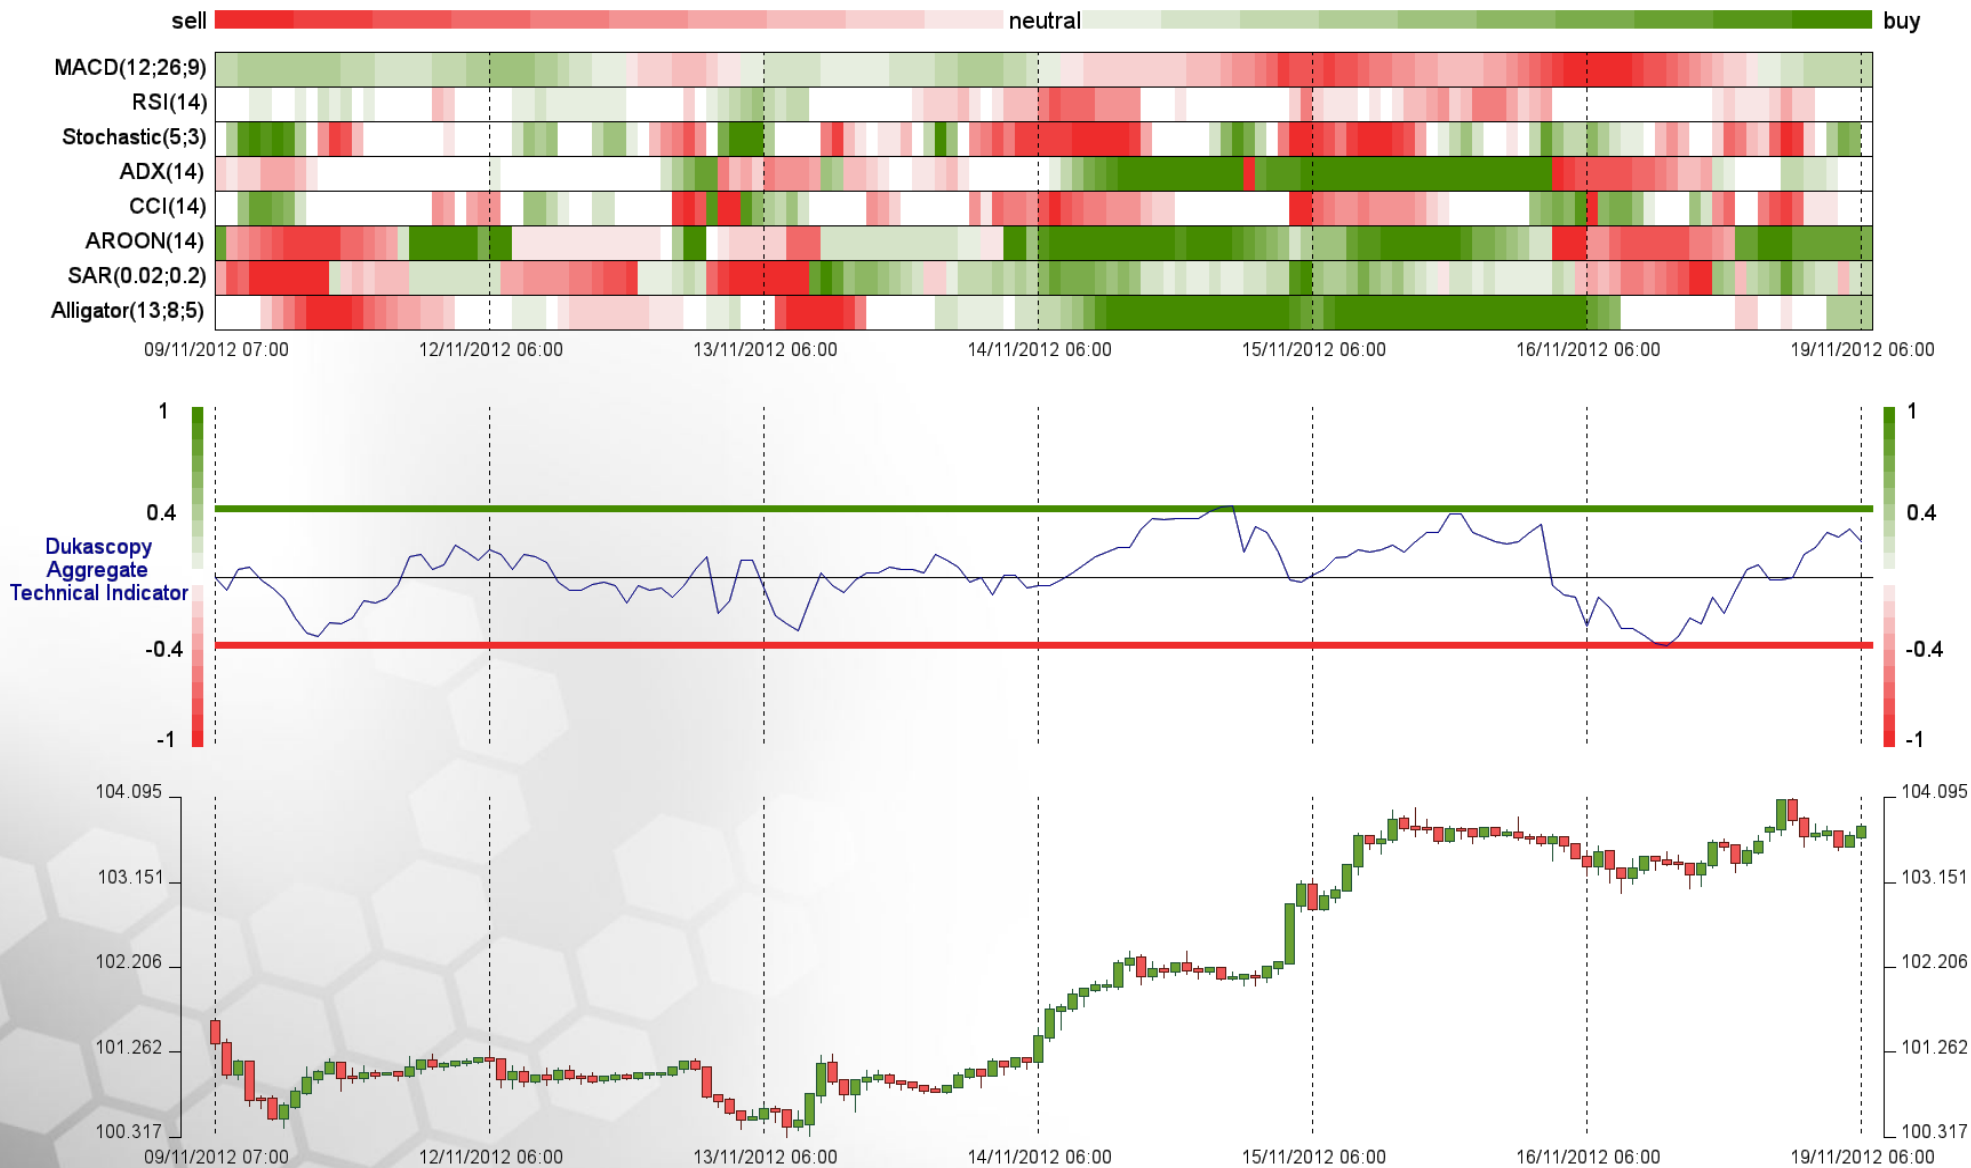 sell neutral buy
MACD(12;26;9)
RSI(14)
Stochastic(5;3)
ADX(14)
CCI(14)
AROON(14)
SAR(0.02;0.2)
Alligator(13;8;5)
09/11/2012 07:00 12/11/2012 06:00 13/11/2012 06:00 14/11/2012 06:00 15/11/2012 06:00 16/11/2012 06:00 19/11/2012 06:00
1 1
0.4 0.4
Dukascopy
Aggregate
Technical Indicator
-0.4 -0.4
-1 -1
104.095 104.095
103.151 103.151
102.206 102.206
101.262 101.262
100.317 100.317
09/11/2012 07:00 12/11/2012 06:00 13/11/2012 06:00 14/11/2012 06:00 15/11/2012 06:00 16/11/2012 06:00 19/11/2012 06:00